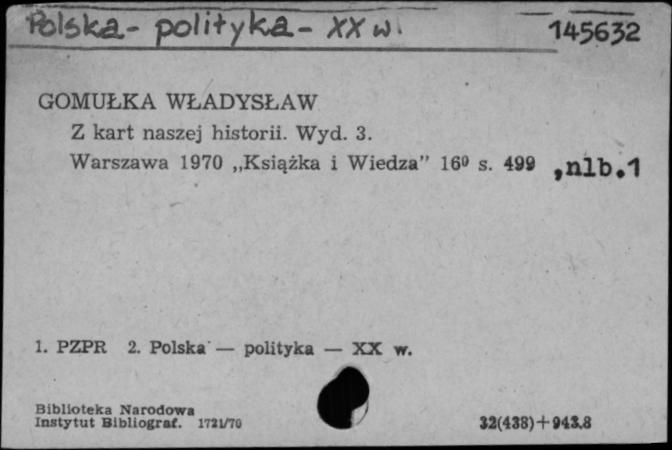 Polska - polityka - XX w. 145632
GOMUŁKA WŁADYSŁAW
Z kart naszej historii. Wyd. 3.
Warszawa 1970 „Książka i Wiedza” 16⁰ s. 499 ,nlb.1
1. PZPR 2. Polska — polityka — XX w.
Biblioteka Narodowa
Instytut Bibliograf. 1721/70 32(438)+943.8